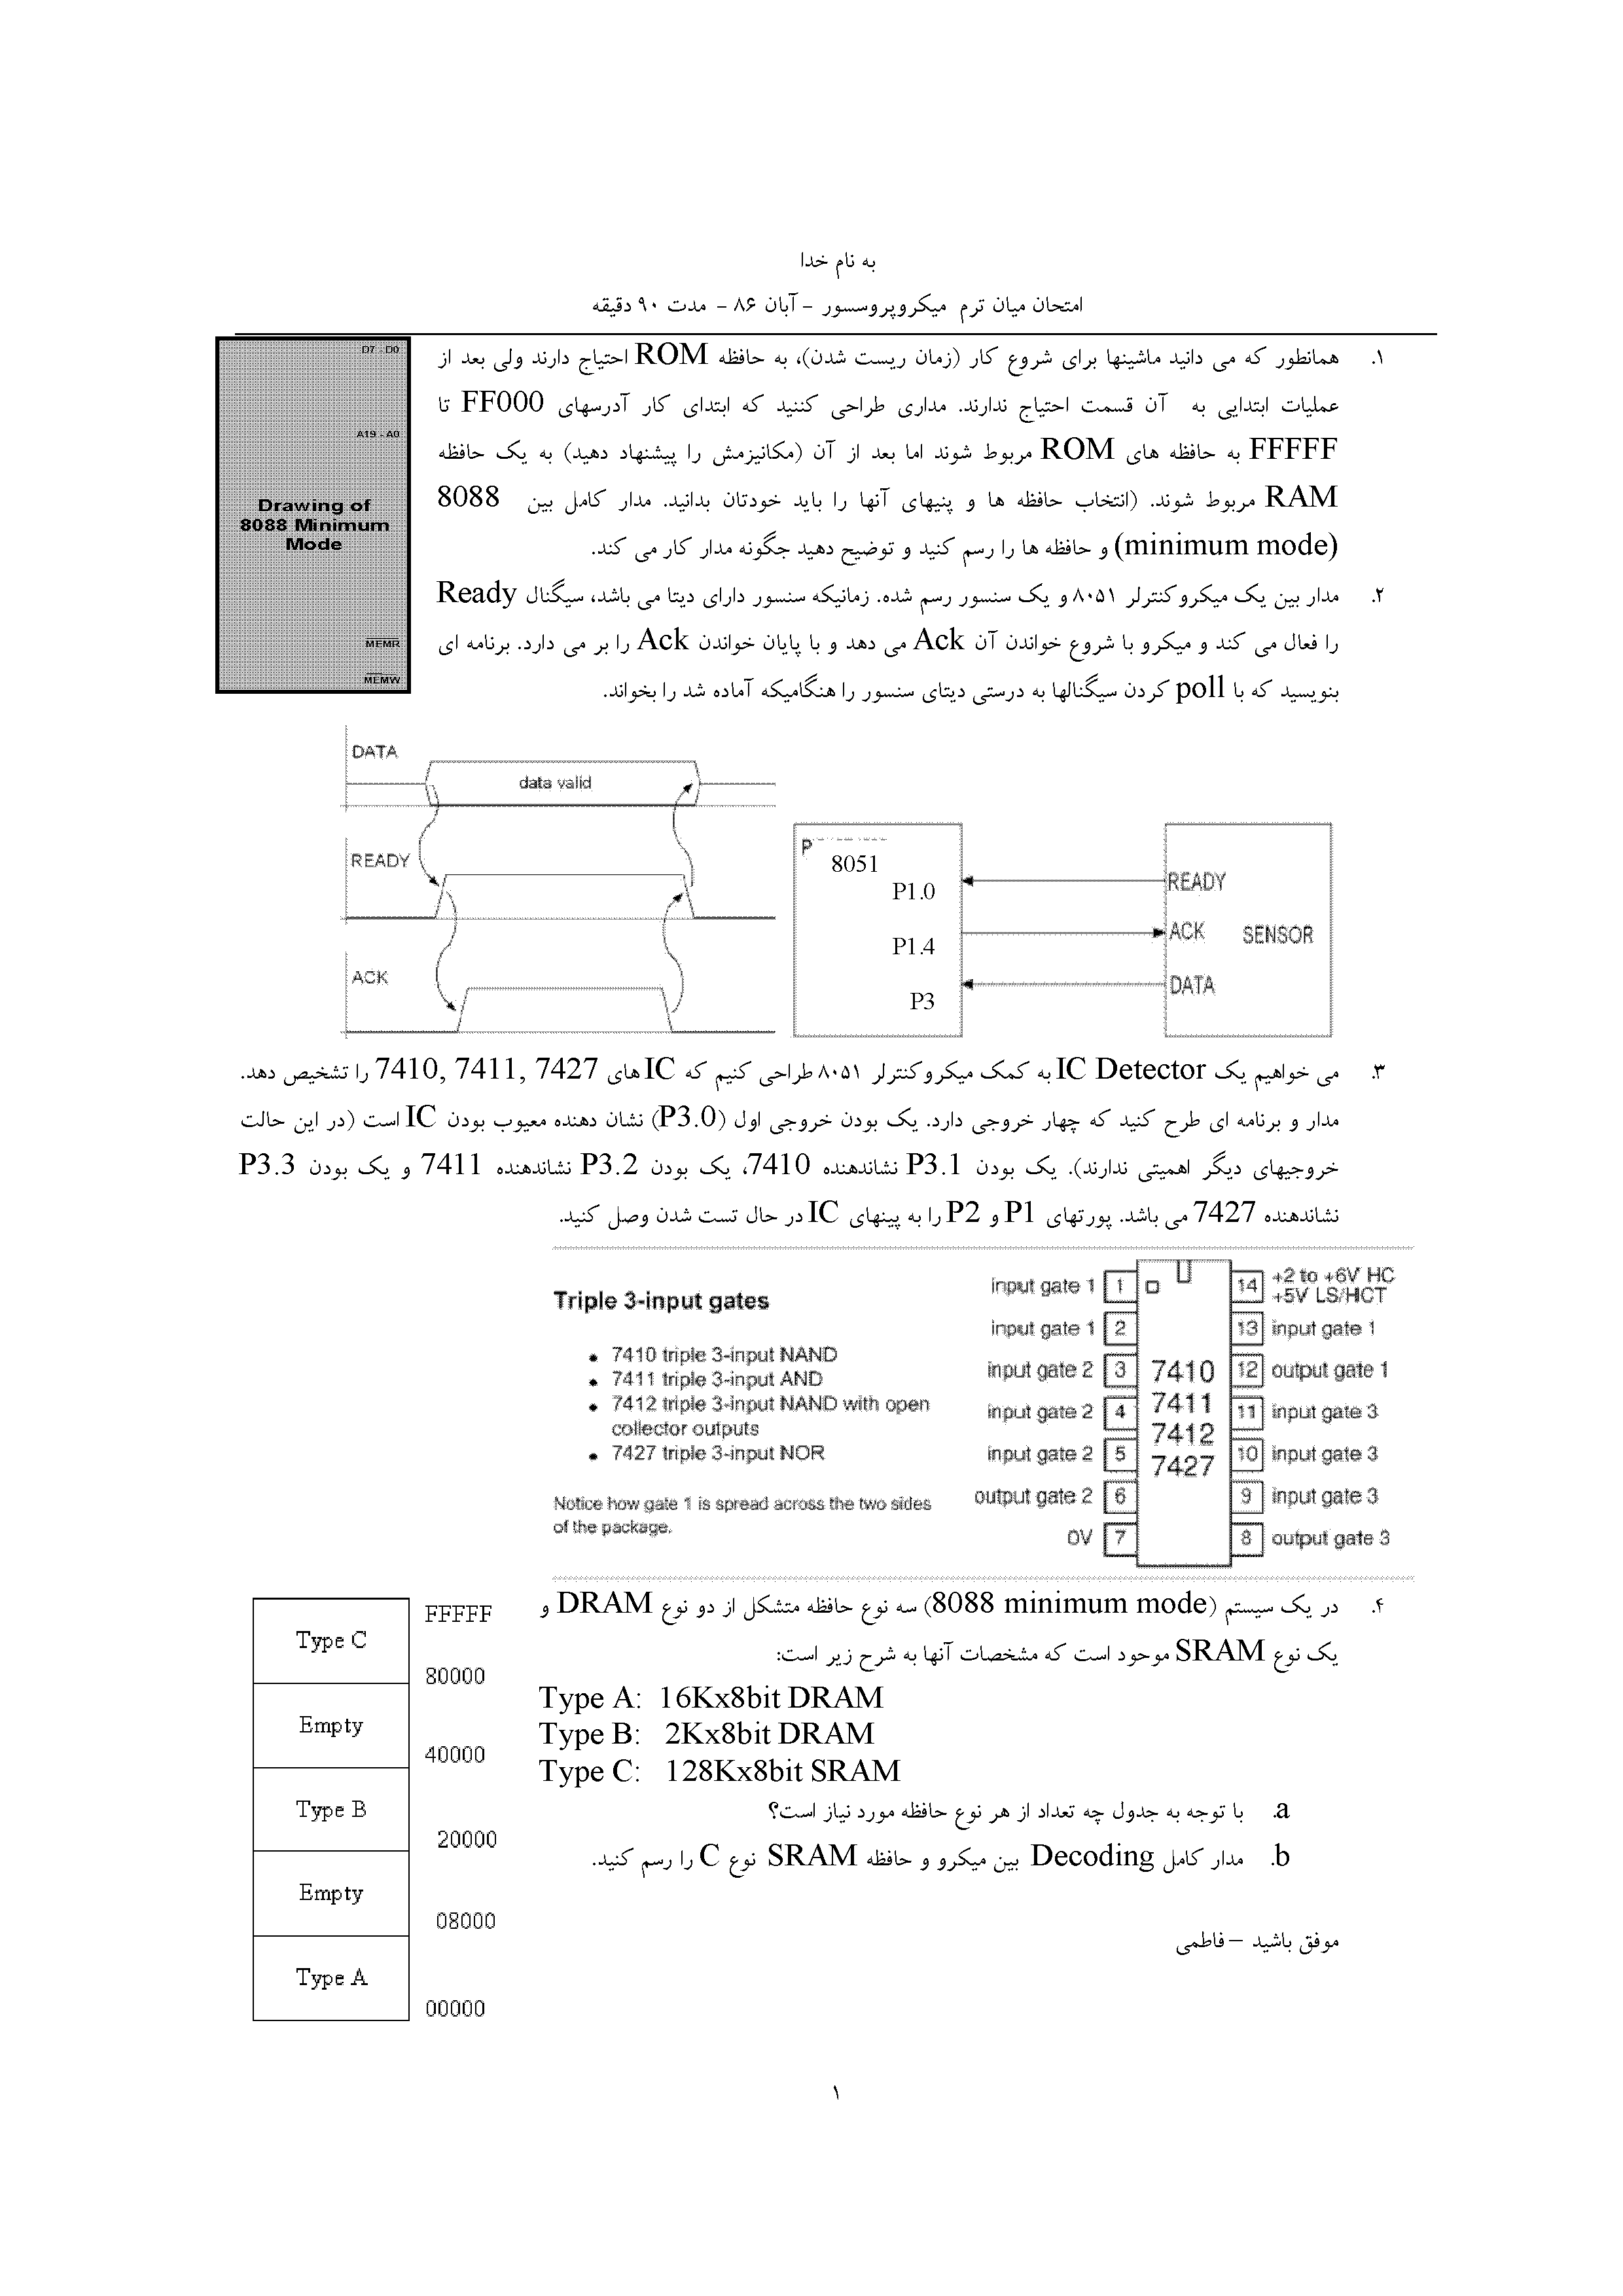 به نام خدا
امتحان میان ترم میکروپروسسور – آبان ۸۶ – مدت ۹۰ دقیقه
D7 - D0
A19 - A0
Drawing of
8088 Minimum
Mode
MEMR
MEMW
۱. همانطور که می دانید ماشینها برای شروع کار (زمان ریست شدن)، به حافظه ROM احتیاج دارند ولی بعد از
عملیات ابتدایی به آن قسمت احتیاج ندارند. مداری طراحی کننید که ابتدای کار آدرسهای FF000 تا
FFFFF به حافظه های ROM مربوط شوند اما بعد از آن (مکانیزمش را پیشنهاد دهید) به یک حافظه
RAM مربوط شوند. (انتخاب حافظه ها و پنیهای آنها را باید خودتان بدانید. مدار کامل بین 8088
(minimum mode) و حافظه ها را رسم کنید و توضیح دهید جگونه مدار کار می کند.
۲. مدار بین یک میکروکنترلر ۸۰۵۱ و یک سنسور رسم شده. زمانیکه سنسور دارای دیتا می باشد، سیگنال Ready
را فعال می کند و میکرو با شروع خواندن آن Ack می دهد و با پایان خواندن Ack را بر می دارد. برنامه ای
بنویسید که با poll کردن سیگنالها به درستی دیتای سنسور را هنگامیکه آماده شد را بخواند.
DATA
data valid
READY
ACK
P
8051
P1.0
P1.4
P3
READY
ACK
SENSOR
DATA
۳. می خواهیم یک IC Detector به کمک میکروکنترلر ۸۰۵۱ طراحی کنیم که IC های 7410, 7411, 7427 را تشخیص دهد.
مدار و برنامه ای طرح کنید که چهار خروجی دارد. یک بودن خروجی اول (P3.0) نشان دهنده معیوب بودن IC است (در این حالت
خروجیهای دیگر اهمیتی ندارند). یک بودن P3.1 نشاندهنده 7410، یک بودن P3.2 نشاندهنده 7411 و یک بودن P3.3
نشاندهنده 7427 می باشد. پورتهای P1 و P2 را به پینهای IC در حال تست شدن وصل کنید.
Triple 3-input gates
• 7410 triple 3-input NAND
• 7411 triple 3-input AND
• 7412 triple 3-input NAND with open
collector outputs
• 7427 triple 3-input NOR
Notice how gate 1 is spread across the two sides
of the package.
input gate 1 1
input gate 1 2
input gate 2 3
input gate 2 4
input gate 2 5
output gate 2 6
0V 7
7410
7411
7412
7427
14 +2 to +6V HC
+5V LS/HCT
13 input gate 1
12 output gate 1
11 input gate 3
10 input gate 3
9 input gate 3
8 output gate 3
۴. در یک سیستم (8088 minimum mode) سه نوع حافظه متشکل از دو نوع DRAM و
یک نوع SRAM موحود است که مشخصات آنها به شرح زیر است:
Type A: 16Kx8bit DRAM
Type B: 2Kx8bit DRAM
Type C: 128Kx8bit SRAM
a. با توجه به جدول چه تعداد از هر نوع حافظه مورد نیاز است؟
b. مدار کامل Decoding بین میکرو و حافظه SRAM نوع C را رسم کنید.
Type C
FFFFF
80000
Empty
40000
Type B
20000
Empty
08000
Type A
00000
موفق باشید – فاطمی
۱